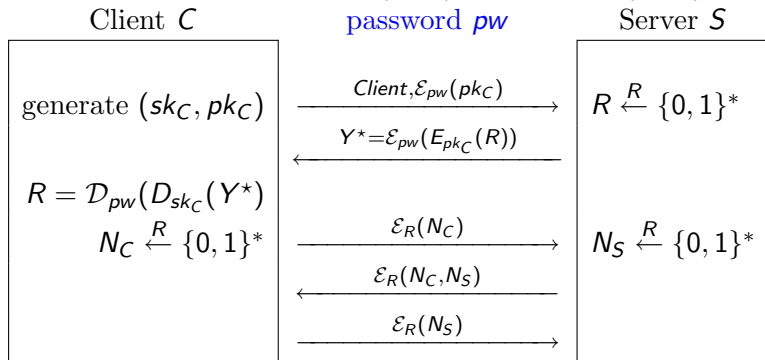 Client C password pw Server S
Client,ℰ_pw(pk_C)
generate (sk_C, pk_C) R ←^R {0, 1}*
Y⋆=ℰ_pw(E_pk_C(R))
R = 𝒟_pw(D_sk_C(Y⋆)
N_C ←^R {0, 1}* ℰ_R(N_C) N_S ←^R {0, 1}*
ℰ_R(N_C,N_S)
ℰ_R(N_S)